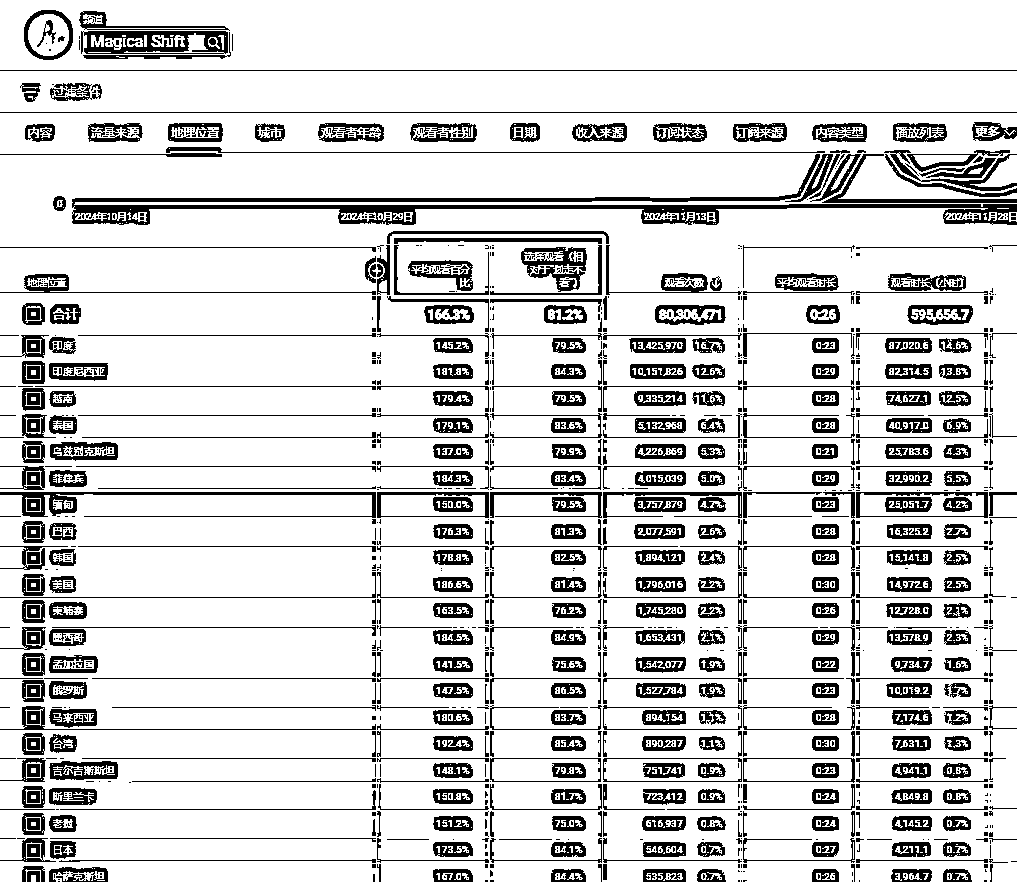 频道
Magical Shift
过滤条件
内容 流量来源 地理位置 城市 观看者年龄 观看者性别 日期 收入来源 订阅状态 订阅来源 内容类型 播放列表 更多
0
2024年10月14日 2024年10月29日 2024年11月13日 2024年11月28日
地理位置 平均观看百分比 选择观看（相对于“划走不看”） 观看次数 平均观看时长 观看时长（小时）
合计 166.3% 81.2% 80,306,471 0:26 595,656.7
印度 145.2% 79.5% 13,425,970 16.7% 0:23 87,020.6 14.6%
印度尼西亚 181.8% 84.3% 10,151,826 12.6% 0:29 82,314.5 13.8%
越南 179.4% 79.5% 9,335,214 11.6% 0:28 74,627.1 12.5%
泰国 179.1% 83.6% 5,132,968 6.4% 0:28 40,917.0 6.9%
乌兹别克斯坦 137.0% 79.9% 4,226,869 5.3% 0:21 25,783.6 4.3%
菲律宾 184.3% 83.4% 4,015,039 5.0% 0:29 32,990.2 5.5%
缅甸 150.0% 79.5% 3,757,879 4.7% 0:23 25,051.7 4.2%
巴西 176.3% 81.3% 2,077,591 2.6% 0:28 16,325.2 2.7%
韩国 178.8% 82.5% 1,894,121 2.4% 0:28 15,141.8 2.5%
美国 186.6% 81.4% 1,796,016 2.2% 0:30 14,972.6 2.5%
柬埔寨 163.5% 76.2% 1,745,280 2.2% 0:26 12,728.0 2.1%
墨西哥 184.5% 84.9% 1,653,431 2.1% 0:29 13,578.9 2.3%
孟加拉国 141.5% 75.6% 1,542,077 1.9% 0:22 9,734.7 1.6%
俄罗斯 147.5% 86.5% 1,527,784 1.9% 0:23 10,019.2 1.7%
马来西亚 180.6% 83.7% 894,154 1.1% 0:28 7,174.6 1.2%
台湾 192.4% 85.4% 890,287 1.1% 0:30 7,631.1 1.3%
吉尔吉斯斯坦 148.1% 79.8% 751,741 0.9% 0:23 4,941.1 0.8%
斯里兰卡 150.8% 81.7% 723,412 0.9% 0:24 4,849.8 0.8%
老挝 151.2% 75.0% 616,937 0.8% 0:24 4,145.2 0.7%
日本 173.5% 84.1% 546,604 0.7% 0:27 4,211.1 0.7%
哈萨克斯坦 167.0% 84.4% 535,823 0.7% 0:26 3,964.7 0.7%